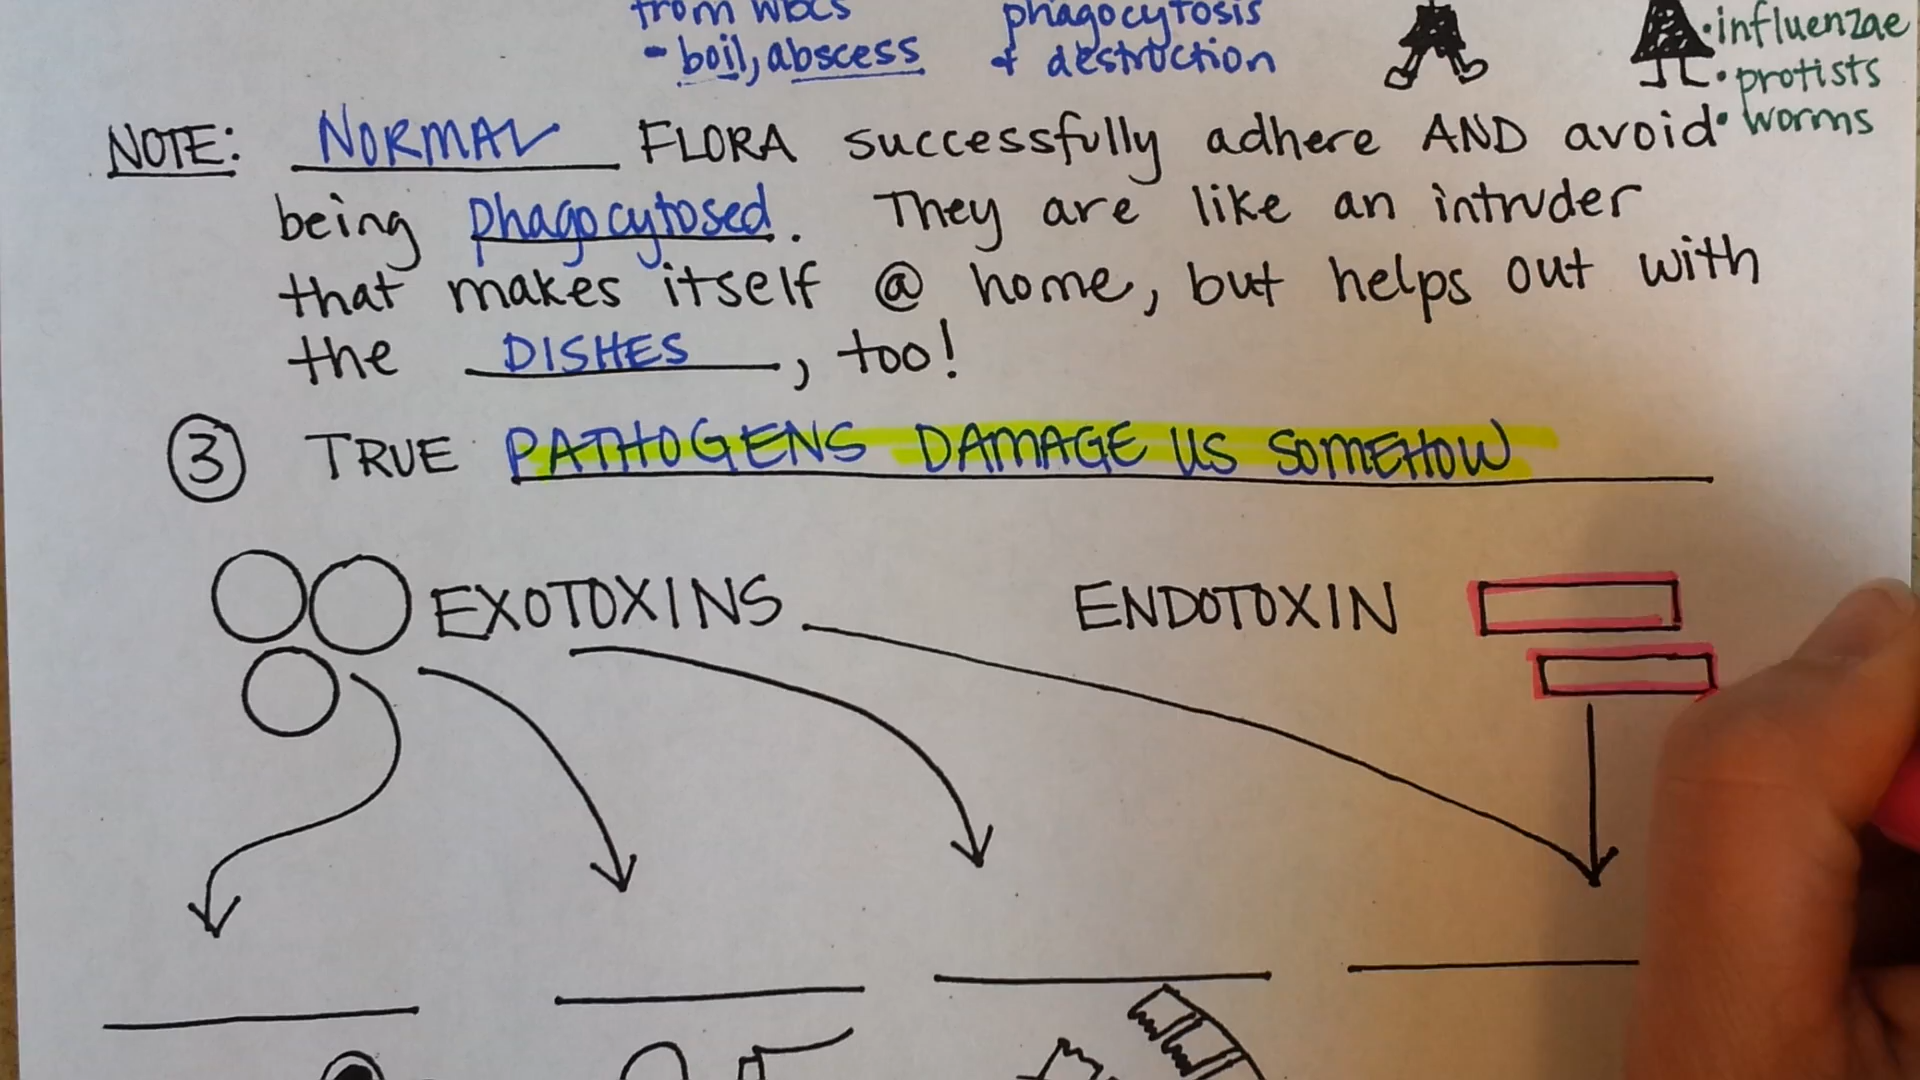 from WBCs
- boil, abscess
phagocytosis
+ destruction
• influenzae
• protists
• worms
NOTE: NORMAL FLORA successfully adhere AND avoid
being phagocytosed. They are like an intruder
that makes itself @ home, but helps out with
the DISHES, too!
3 TRUE PATHOGENS DAMAGE US SOMEHOW
EXOTOXINS
ENDOTOXIN